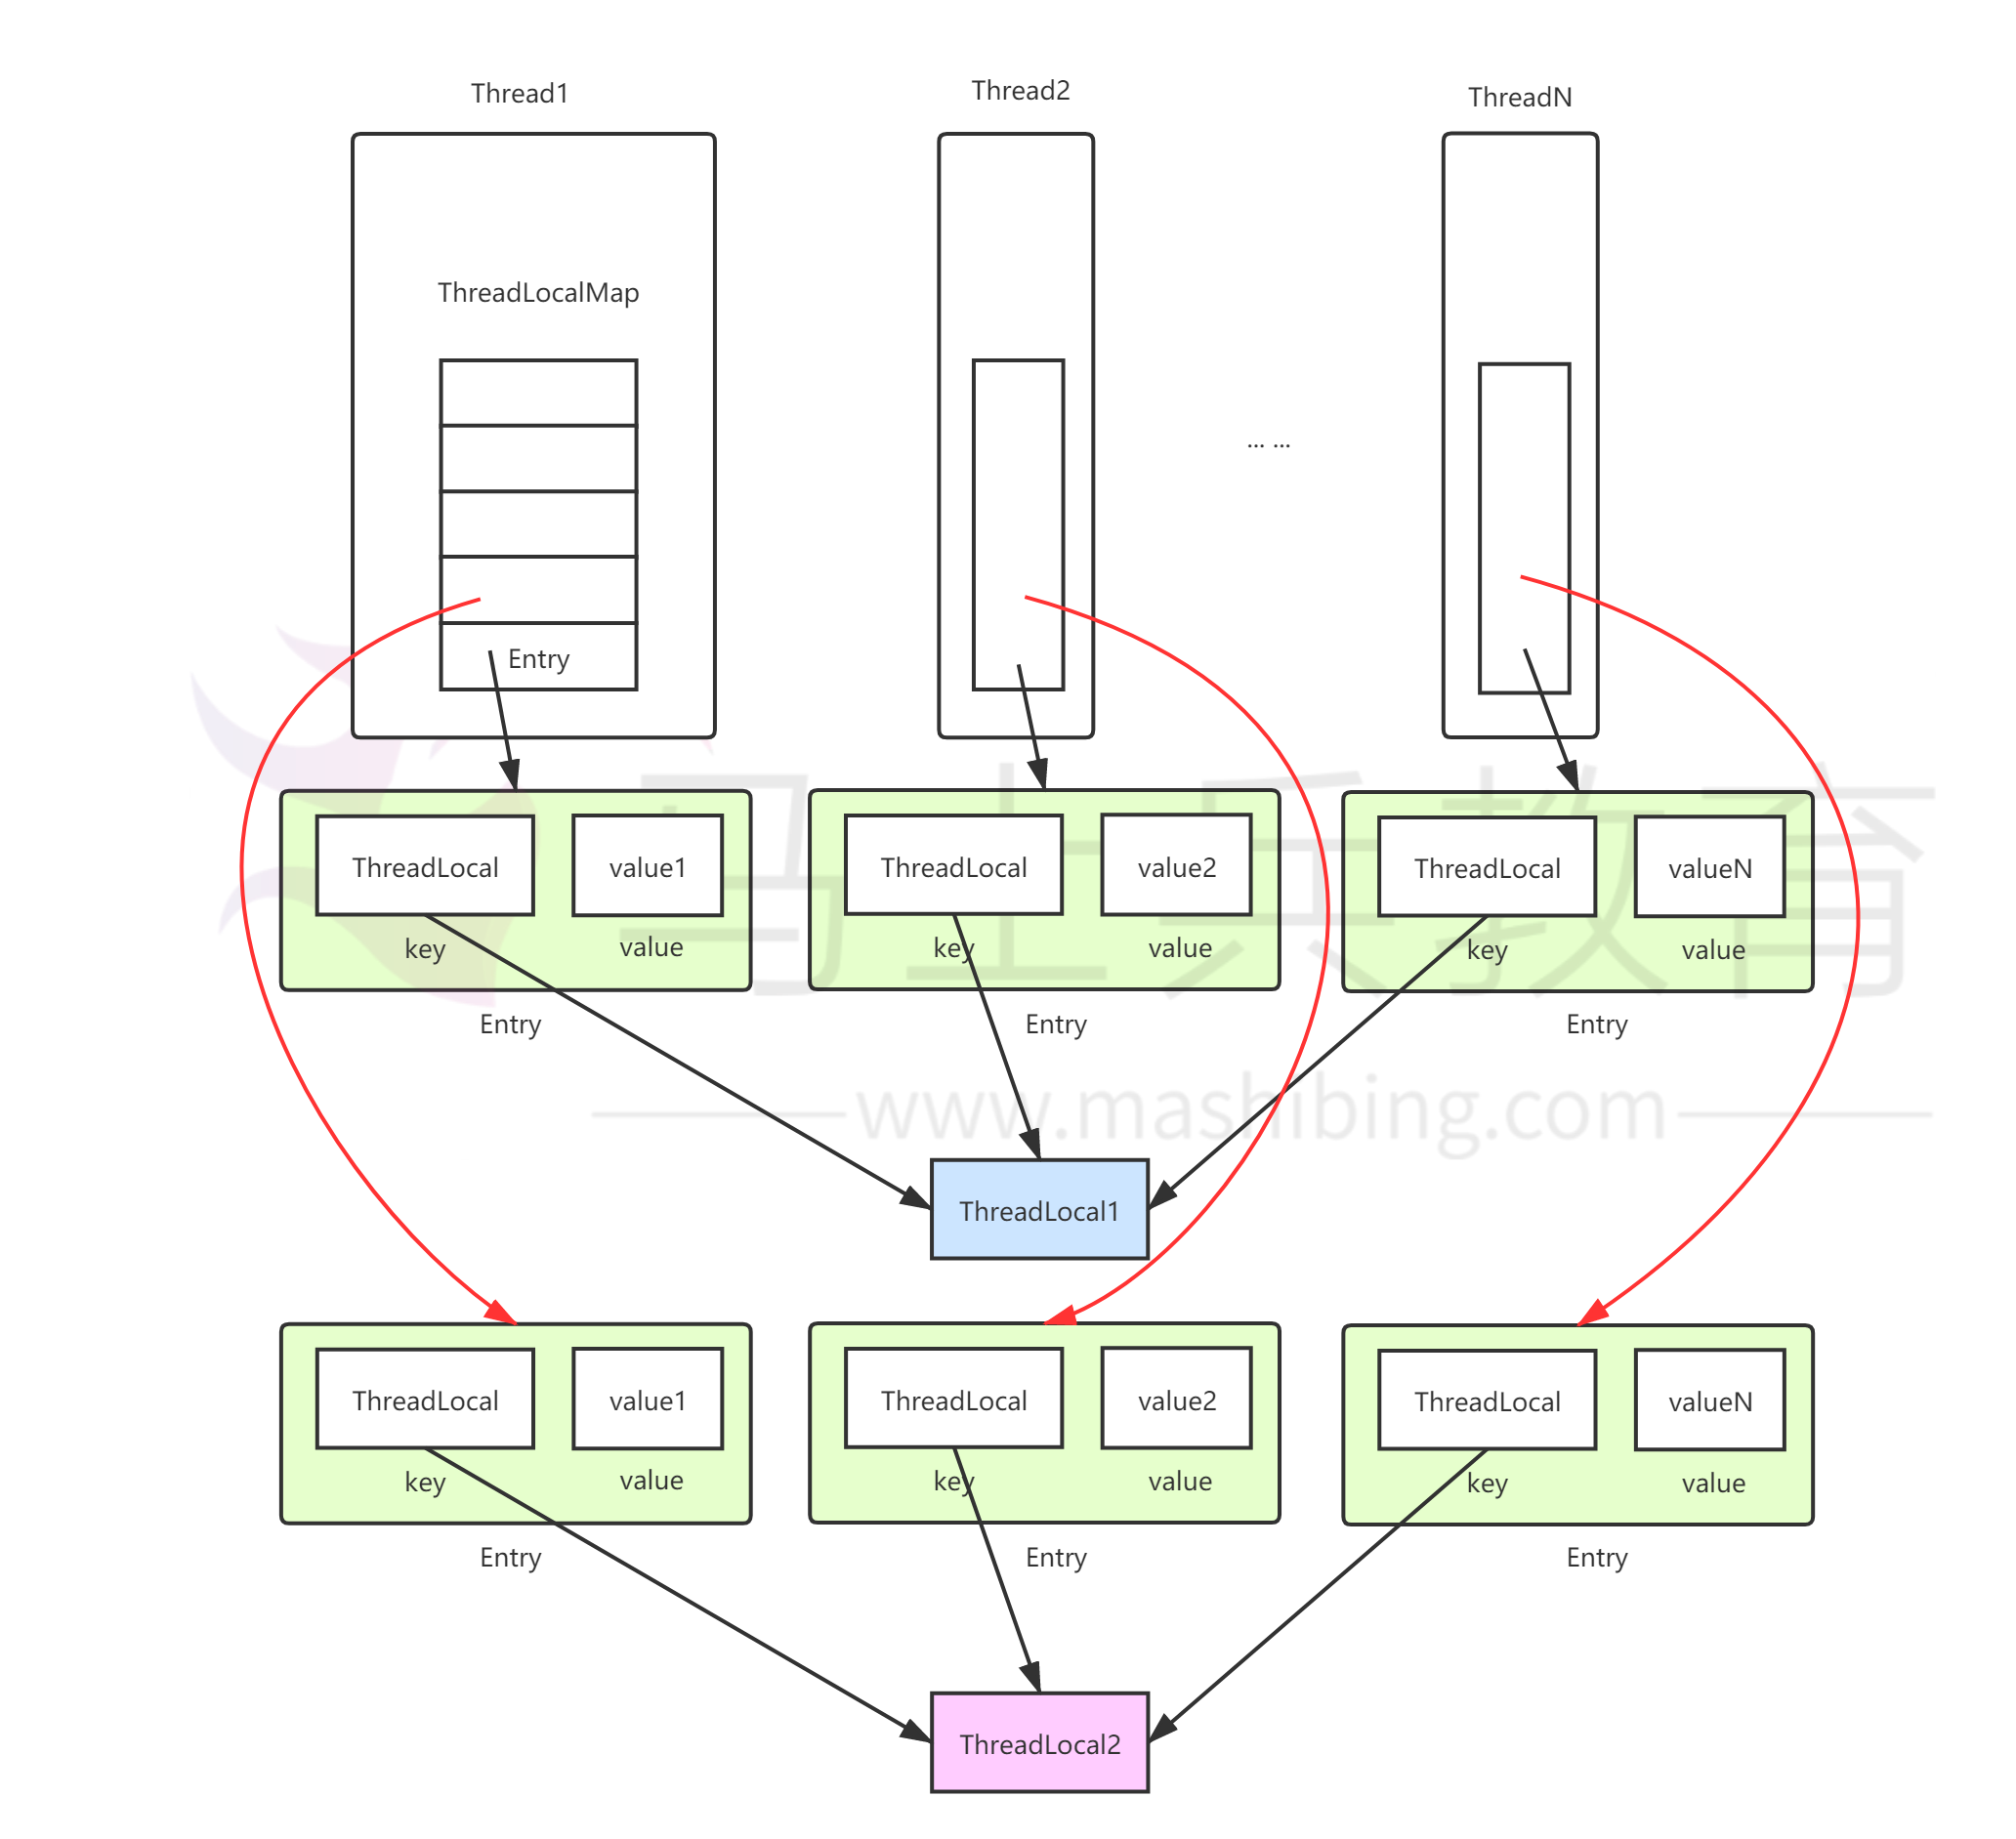 Thread1
Thread2
ThreadN
ThreadLocalMap
... ...
Entry
ThreadLocal
value1
key
value
Entry
ThreadLocal
value2
key
value
Entry
ThreadLocal
valueN
key
value
Entry
马士兵教育
www.mashibing.com
ThreadLocal1
ThreadLocal
value1
key
value
Entry
ThreadLocal
value2
key
value
Entry
ThreadLocal
valueN
key
value
Entry
ThreadLocal2